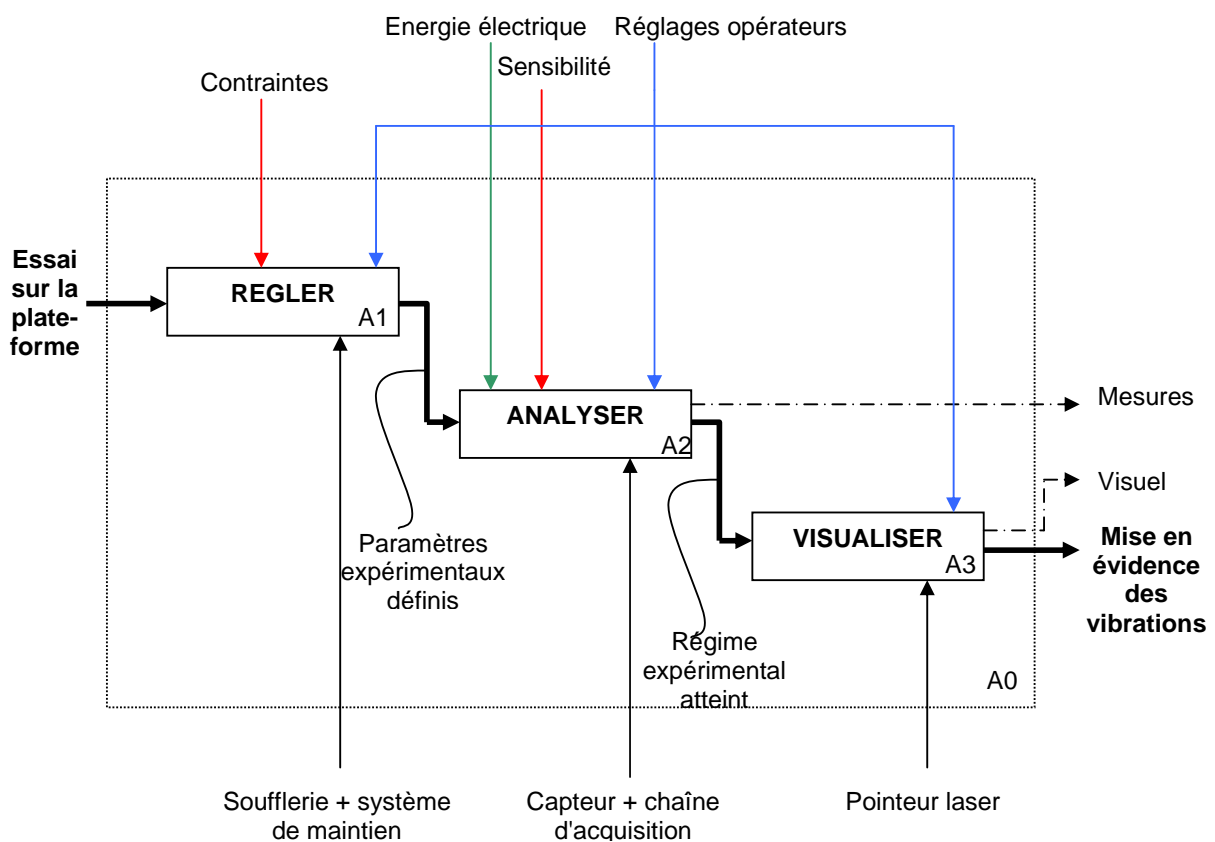 Energie électrique
Réglages opérateurs
Sensibilité
Contraintes
Essai
sur la
plate-
forme
REGLER
A1
ANALYSER
A2
Mesures
Visuel
VISUALISER
A3
Mise en
évidence
des
vibrations
Paramètres
expérimentaux
définis
Régime
expérimental
atteint
A0
Soufflerie + système
de maintien
Capteur + chaîne
d'acquisition
Pointeur laser